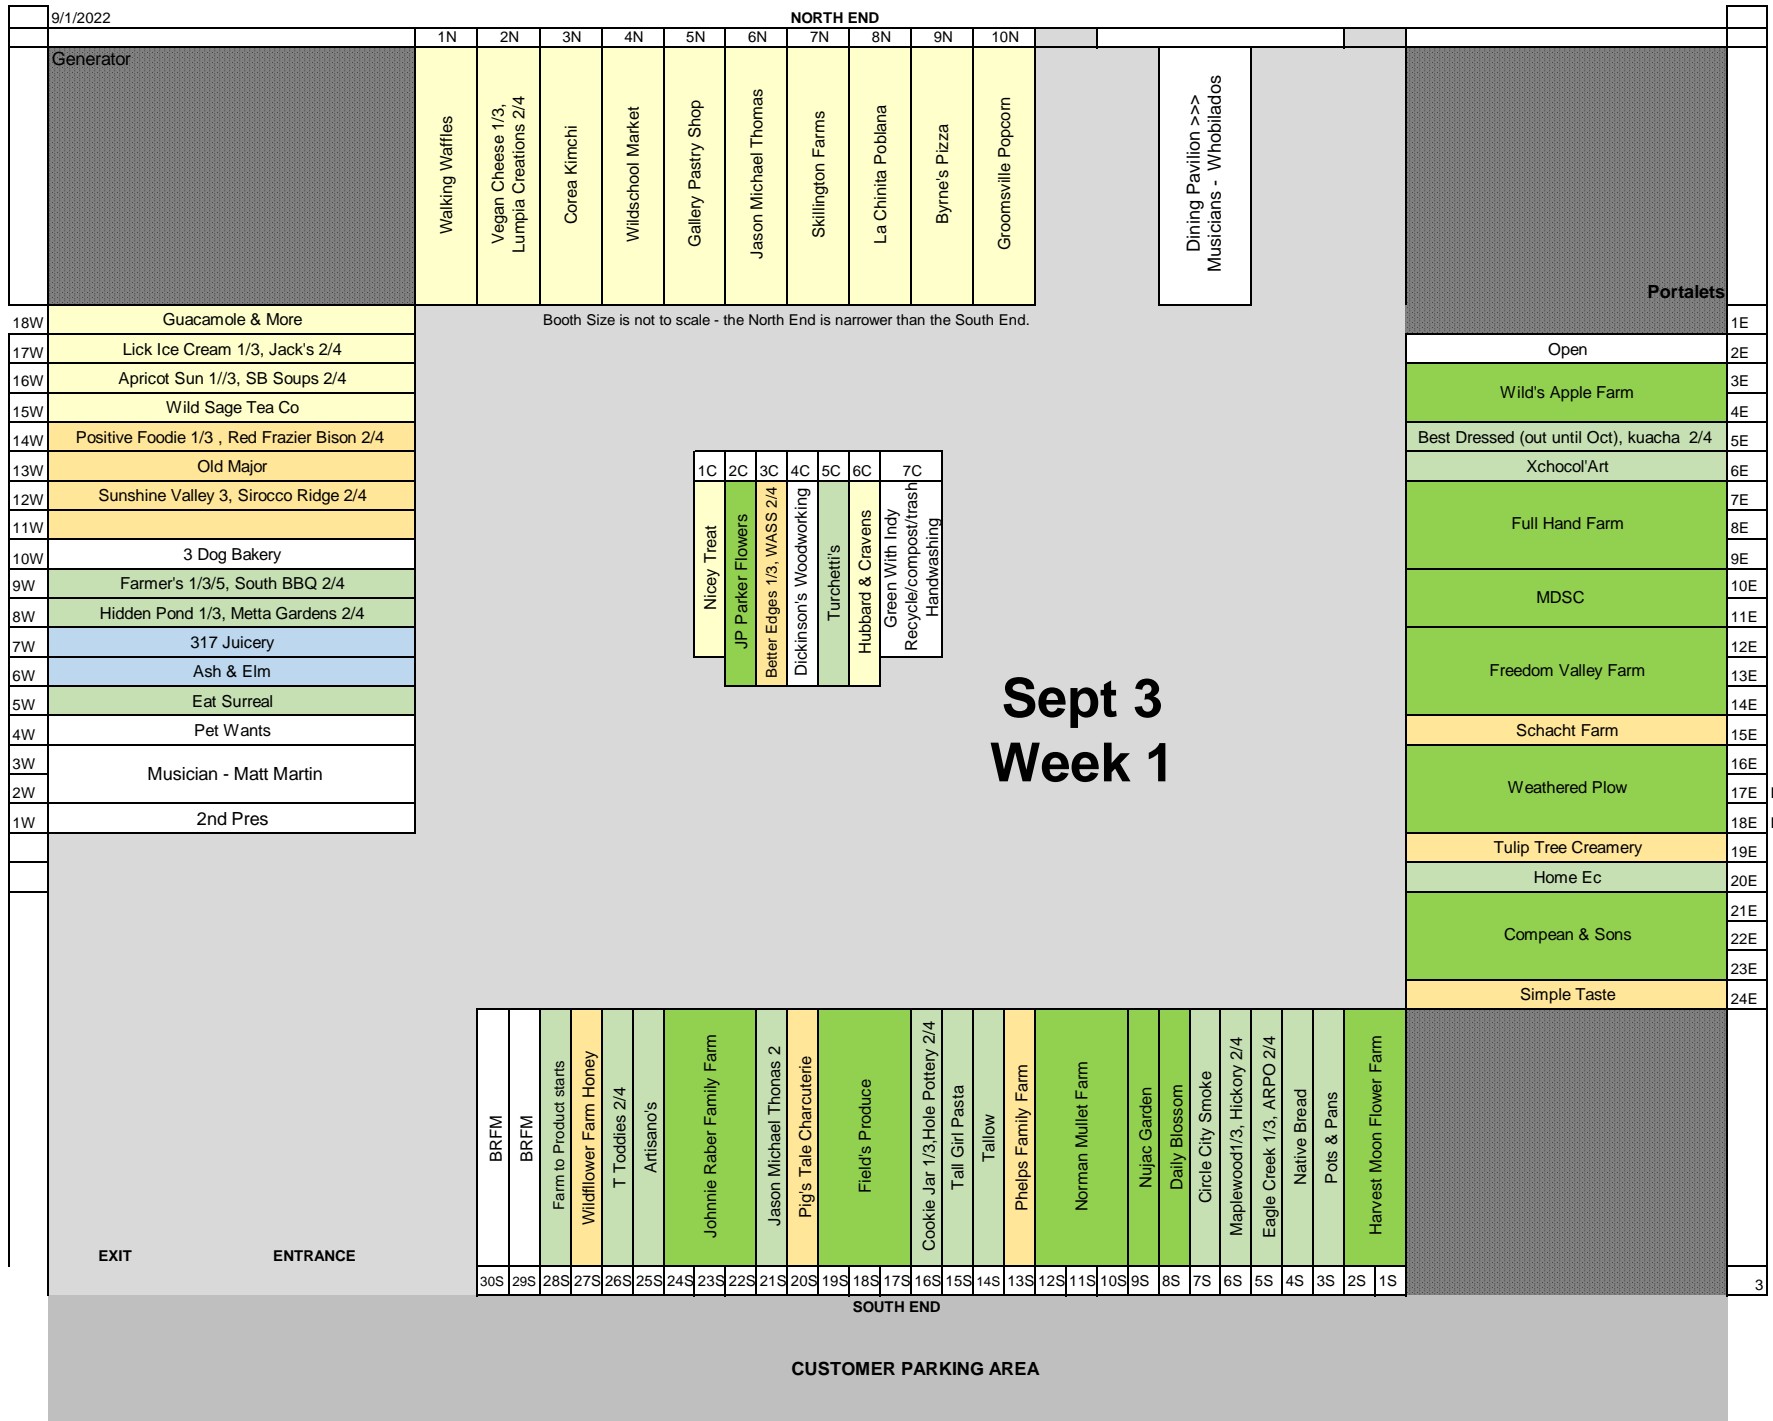 9/1/2022
NORTH END
1N 2N 3N 4N 5N 6N 7N 8N 9N 10N
Generator
Walking Waffles
Vegan Cheese 1/3,
Lumpia Creations 2/4
Corea Kimchi
Wildschool Market
Gallery Pastry Shop
Jason Michael Thomas
Skillington Farms
La Chinita Poblana
Byrne's Pizza
Groomsville Popcorn
Dining Pavilion >>>
Musicians - Whobilados
Portalets
Booth Size is not to scale - the North End is narrower than the South End.
18W Guacamole & More
17W Lick Ice Cream 1/3, Jack's 2/4
16W Apricot Sun 1//3, SB Soups 2/4
15W Wild Sage Tea Co
14W Positive Foodie 1/3 , Red Frazier Bison 2/4
13W Old Major
12W Sunshine Valley 3, Sirocco Ridge 2/4
11W
10W 3 Dog Bakery
9W Farmer's 1/3/5, South BBQ 2/4
8W Hidden Pond 1/3, Metta Gardens 2/4
7W 317 Juicery
6W Ash & Elm
5W Eat Surreal
4W Pet Wants
3W
Musician - Matt Martin
2W
1W 2nd Pres
1C 2C 3C 4C 5C 6C 7C
Nicey Treat
JP Parker Flowers
Better Edges 1/3, WASS 2/4
Dickinson's Woodworking
Turchetti's
Hubbard & Cravens
Green With Indy
Recycle/compost/trash
Handwashing
Sept 3
Week 1
1E
Open 2E
3E
Wild's Apple Farm
4E
Best Dressed (out until Oct), kuacha 2/4 5E
Xchocol'Art 6E
7E
Full Hand Farm 8E
9E
10E
MDSC
11E
12E
Freedom Valley Farm 13E
14E
Schacht Farm 15E
16E
Weathered Plow 17E
18E
Tulip Tree Creamery 19E
Home Ec 20E
21E
Compean & Sons 22E
23E
Simple Taste 24E
BRFM
BRFM
Farm to Product starts
Wildfllower Farm Honey
T Toddies 2/4
Artisano's
Johnnie Raber Family Farm
Jason Michael Thonas 2
Pig's Tale Charcuterie
Field's Produce
Cookie Jar 1/3,Hole Pottery 2/4
Tall Girl Pasta
Tallow
Phelps Family Farm
Norman Mullet Farm
Nujac Garden
Daily Blossom
Circle City Smoke
Maplewood1/3, Hickory 2/4
Eagle Creek 1/3, ARPO 2/4
Native Bread
Pots & Pans
Harvest Moon Flower Farm
EXIT ENTRANCE
30S 29S 28S 27S 26S 25S 24S 23S 22S 21S 20S 19S 18S 17S 16S 15S 14S 13S 12S 11S 10S 9S 8S 7S 6S 5S 4S 3S 2S 1S 3
SOUTH END
CUSTOMER PARKING AREA